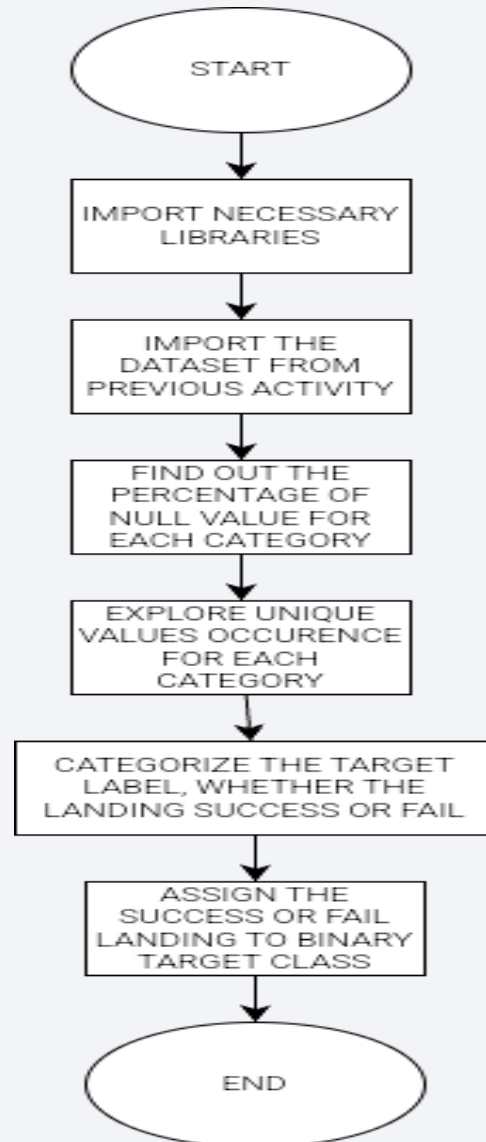 START
IMPORT NECESSARY
LIBRARIES
IMPORT THE
DATASET FROM
PREVIOUS ACTIVITY
FIND OUT THE
PERCENTAGE OF
NULL VALUE FOR
EACH CATEGORY
EXPLORE UNIQUE
VALUES OCCURENCE
FOR EACH
CATEGORY
CATEGORIZE THE TARGET
LABEL, WHETHER THE
LANDING SUCCESS OR FAIL
ASSIGN THE
SUCCESS OR FAIL
LANDING TO BINARY
TARGET CLASS
END